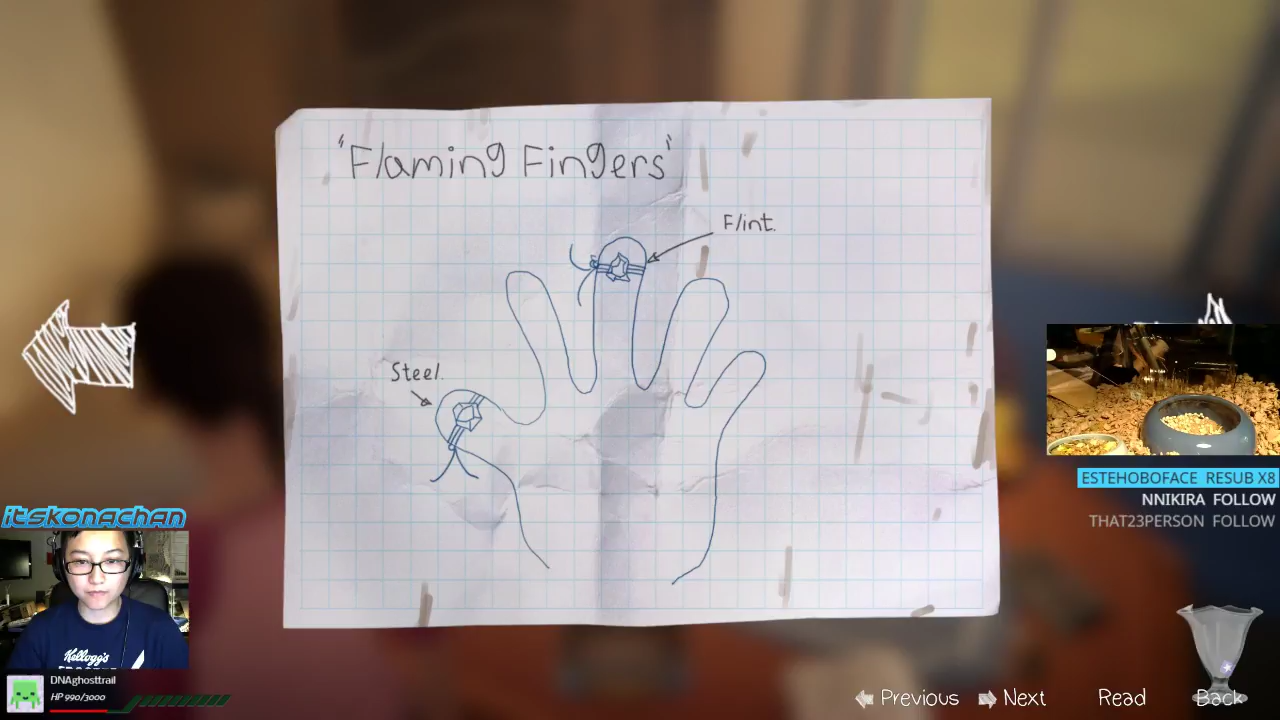 "Flaming Fingers"
Flint.
Steel.
ESTEHOBOFACE RESUB X8
NNIKIRA FOLLOW
THAT23PERSON FOLLOW
itskonachan
Kellogg's
DNAghosttrail
HP 990/3000
Previous
Next
Read
Back